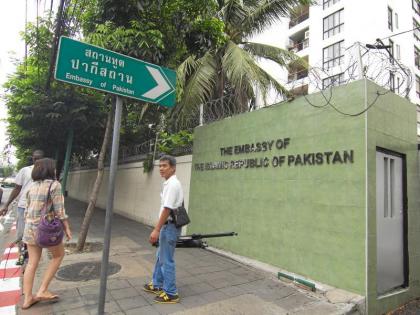 สถานทูต
ปากีสถาน
Embassy of Pakistan
THE EMBASSY OF
THE ISLAMIC REPUBLIC OF PAKISTAN